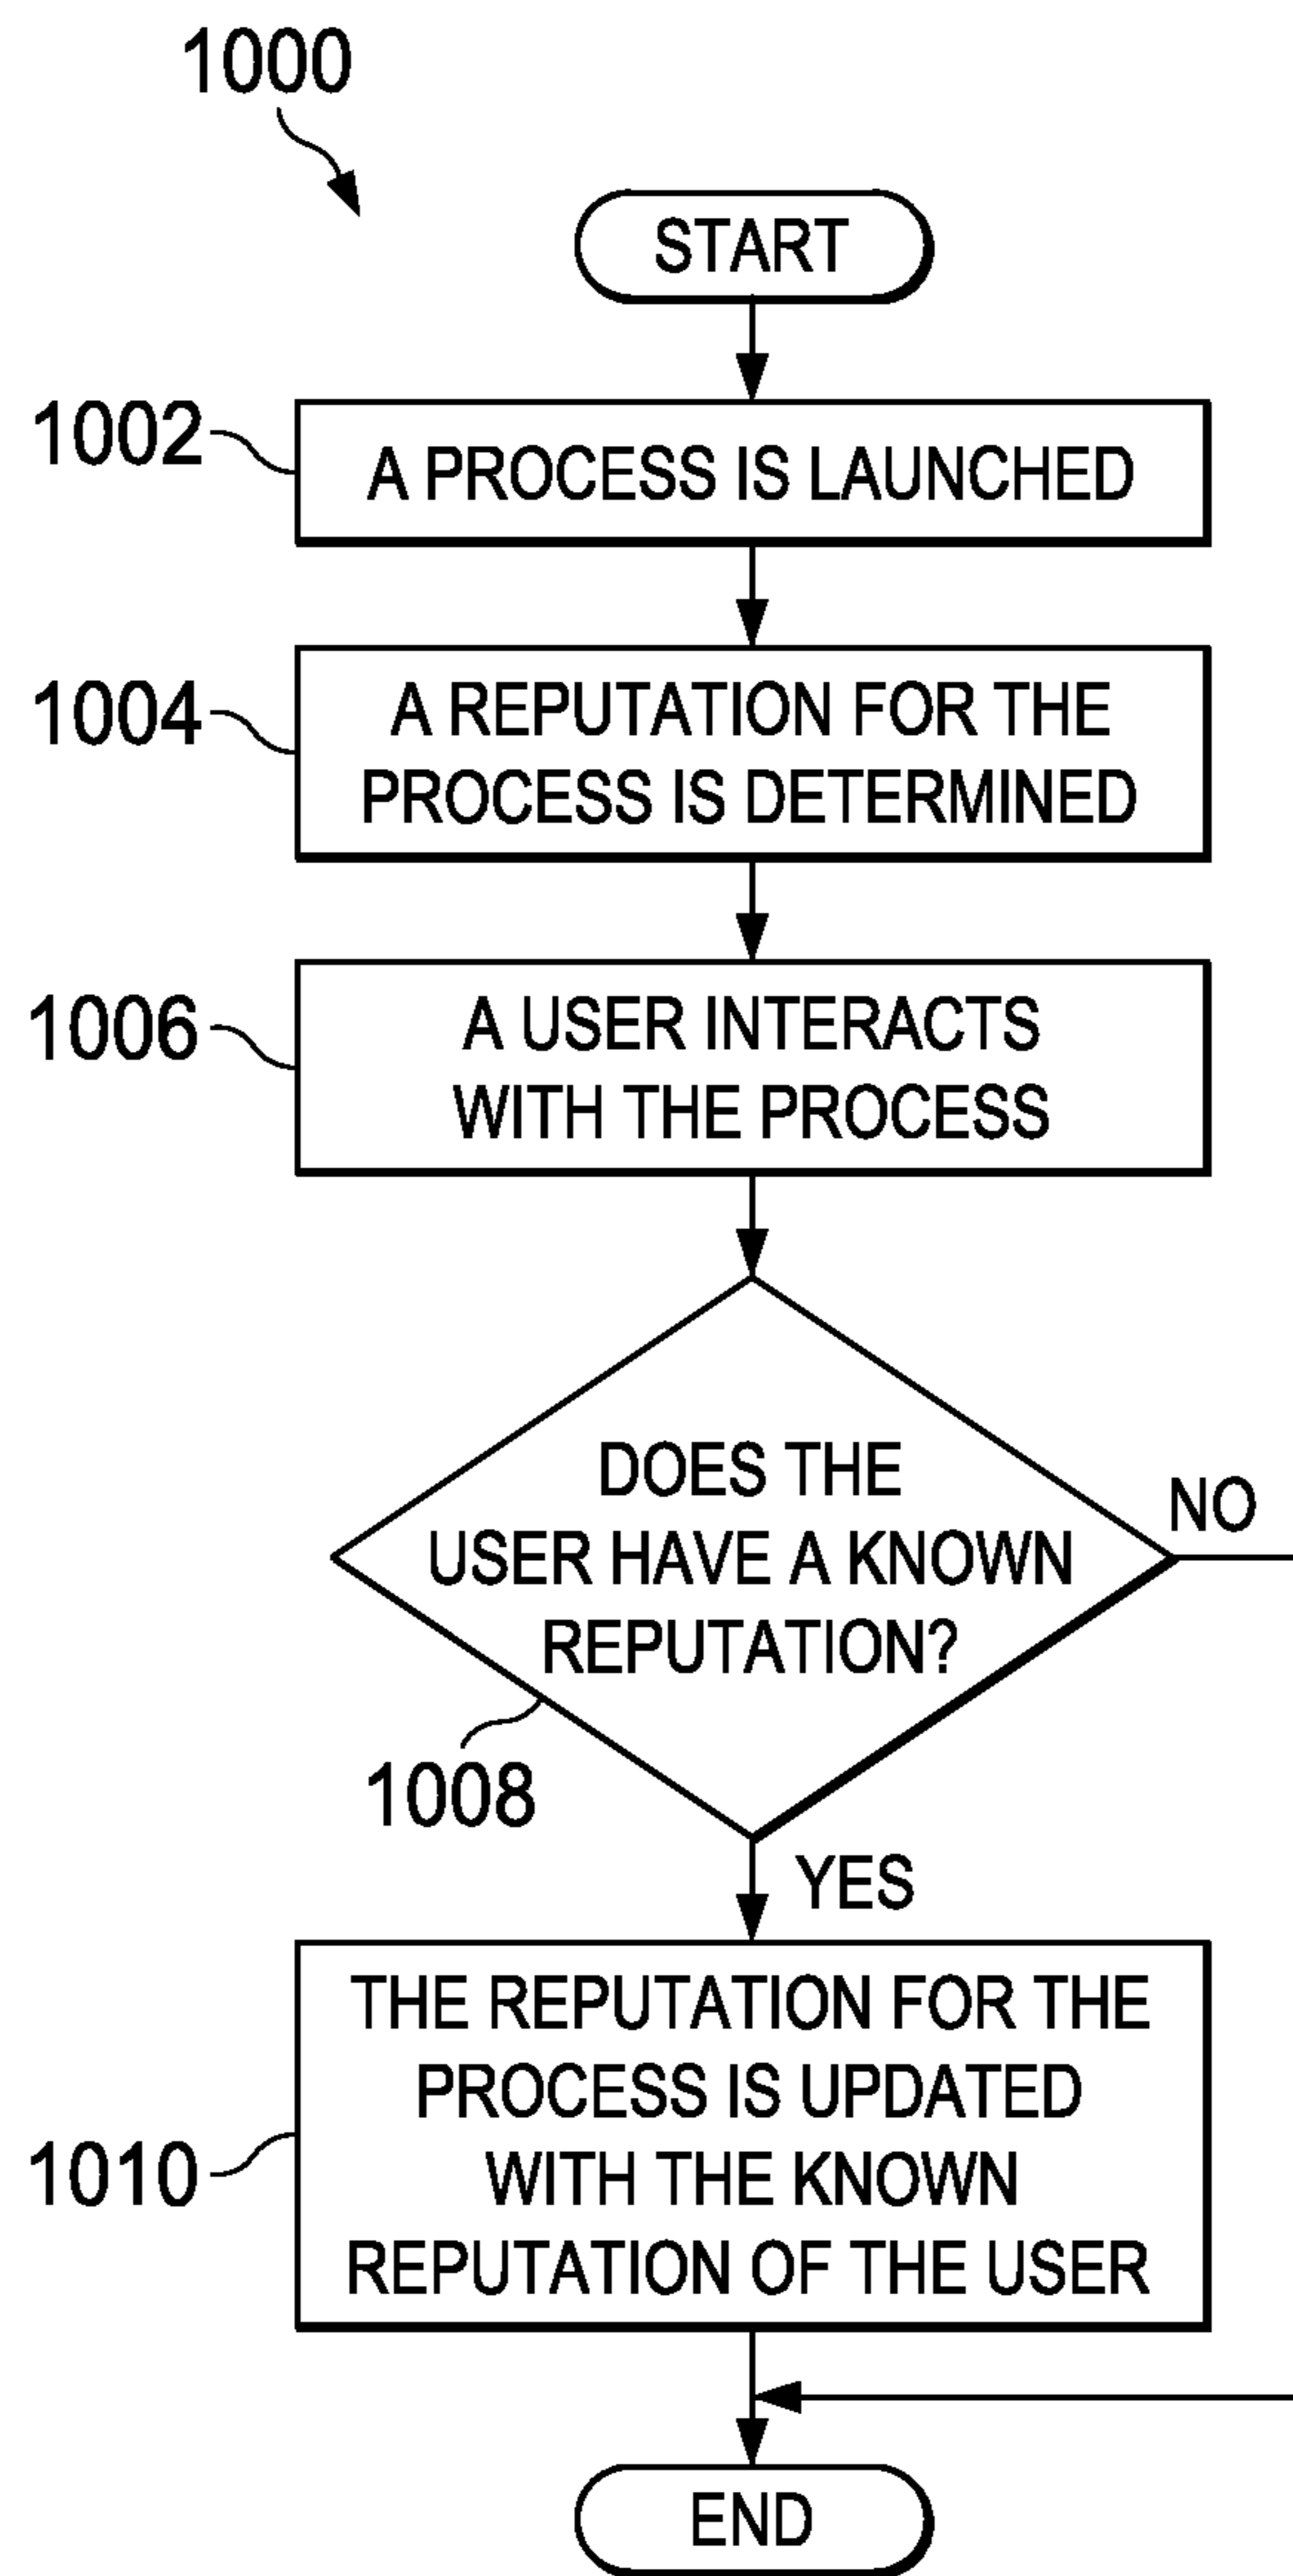 1000
START
1002
A PROCESS IS LAUNCHED
1004
A REPUTATION FOR THE
PROCESS IS DETERMINED
1006
A USER INTERACTS
WITH THE PROCESS
DOES THE
USER HAVE A KNOWN
REPUTATION?
NO
1008
YES
1010
THE REPUTATION FOR THE
PROCESS IS UPDATED
WITH THE KNOWN
REPUTATION OF THE USER
END